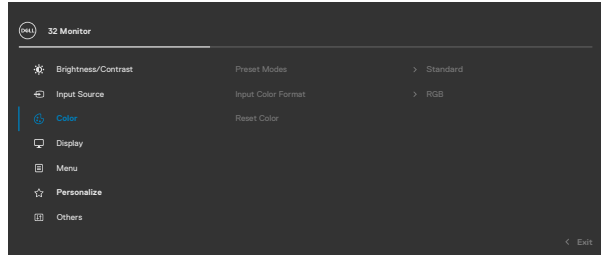 DELL 32 Monitor
Brightness/Contrast Preset Modes > Standard
Input Source Input Color Format > RGB
Color Reset Color
Display
Menu
Personalize
Others
< Exit